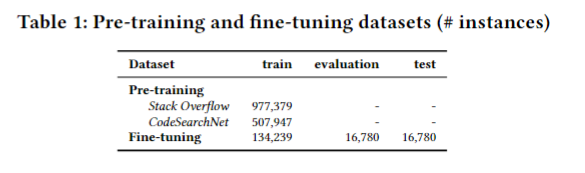 Table 1: Pre-training and fine-tuning datasets (# instances)
Dataset train evaluation test
Pre-training
Stack Overflow 977,379 - -
CodeSearchNet 507,947 - -
Fine-tuning 134,239 16,780 16,780